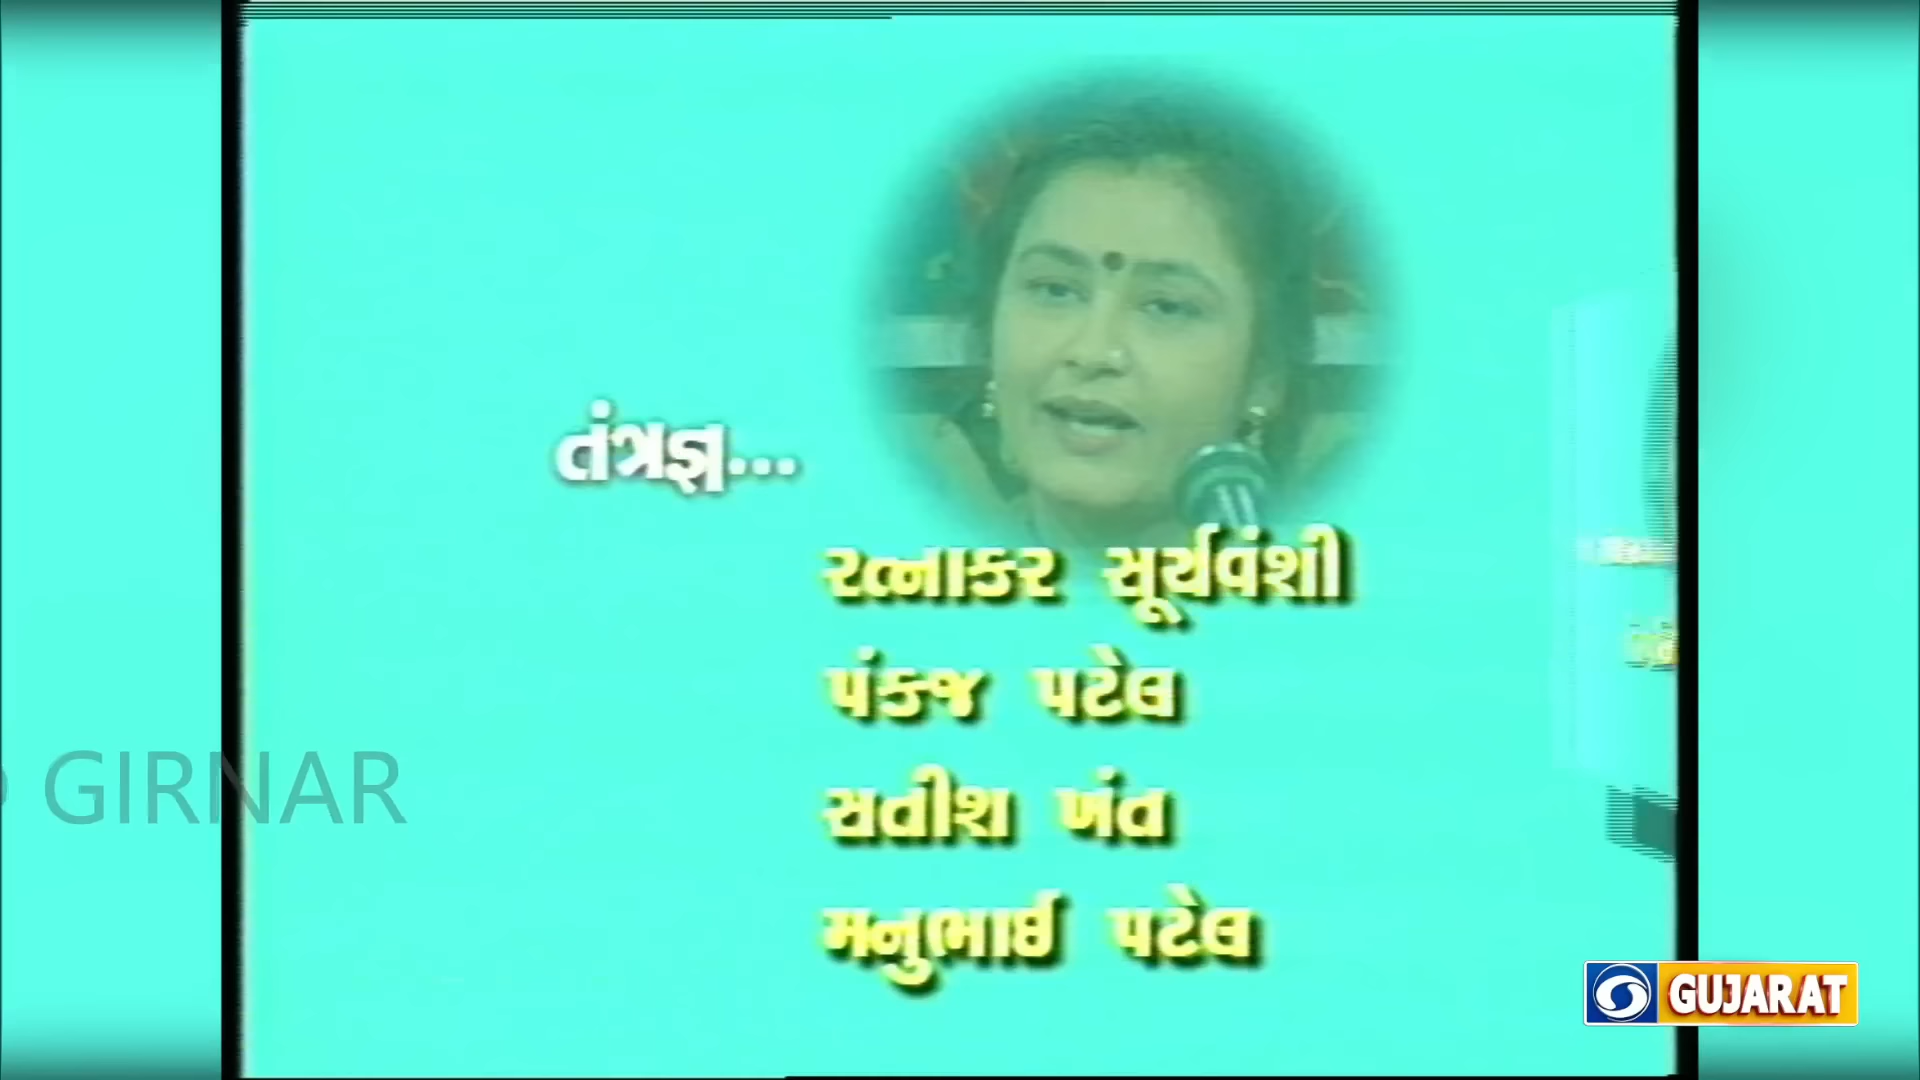 તંત્રજ્ઞ...
રત્નાકર સૂર્યવંશી
પંકજ પટેલ
સતીશ ખંત
મનુભાઈ પટેલ
GIRNAR
GUJARAT